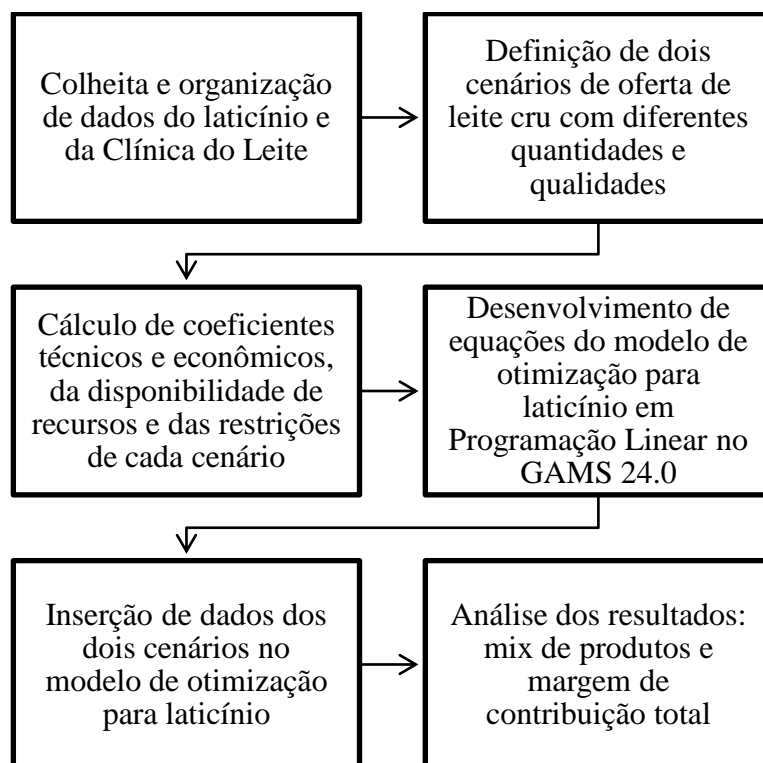 Colheita e organização
de dados do laticínio e
da Clínica do Leite
Definição de dois
cenários de oferta de
leite cru com diferentes
quantidades e
qualidades
Cálculo de coeficientes
técnicos e econômicos,
da disponibilidade de
recursos e das restrições
de cada cenário
Desenvolvimento de
equações do modelo de
otimização para
laticínio em
Programação Linear no
GAMS 24.0
Inserção de dados dos
dois cenários no
modelo de otimização
para laticínio
Análise dos resultados:
mix de produtos e
margem de
contribuição total